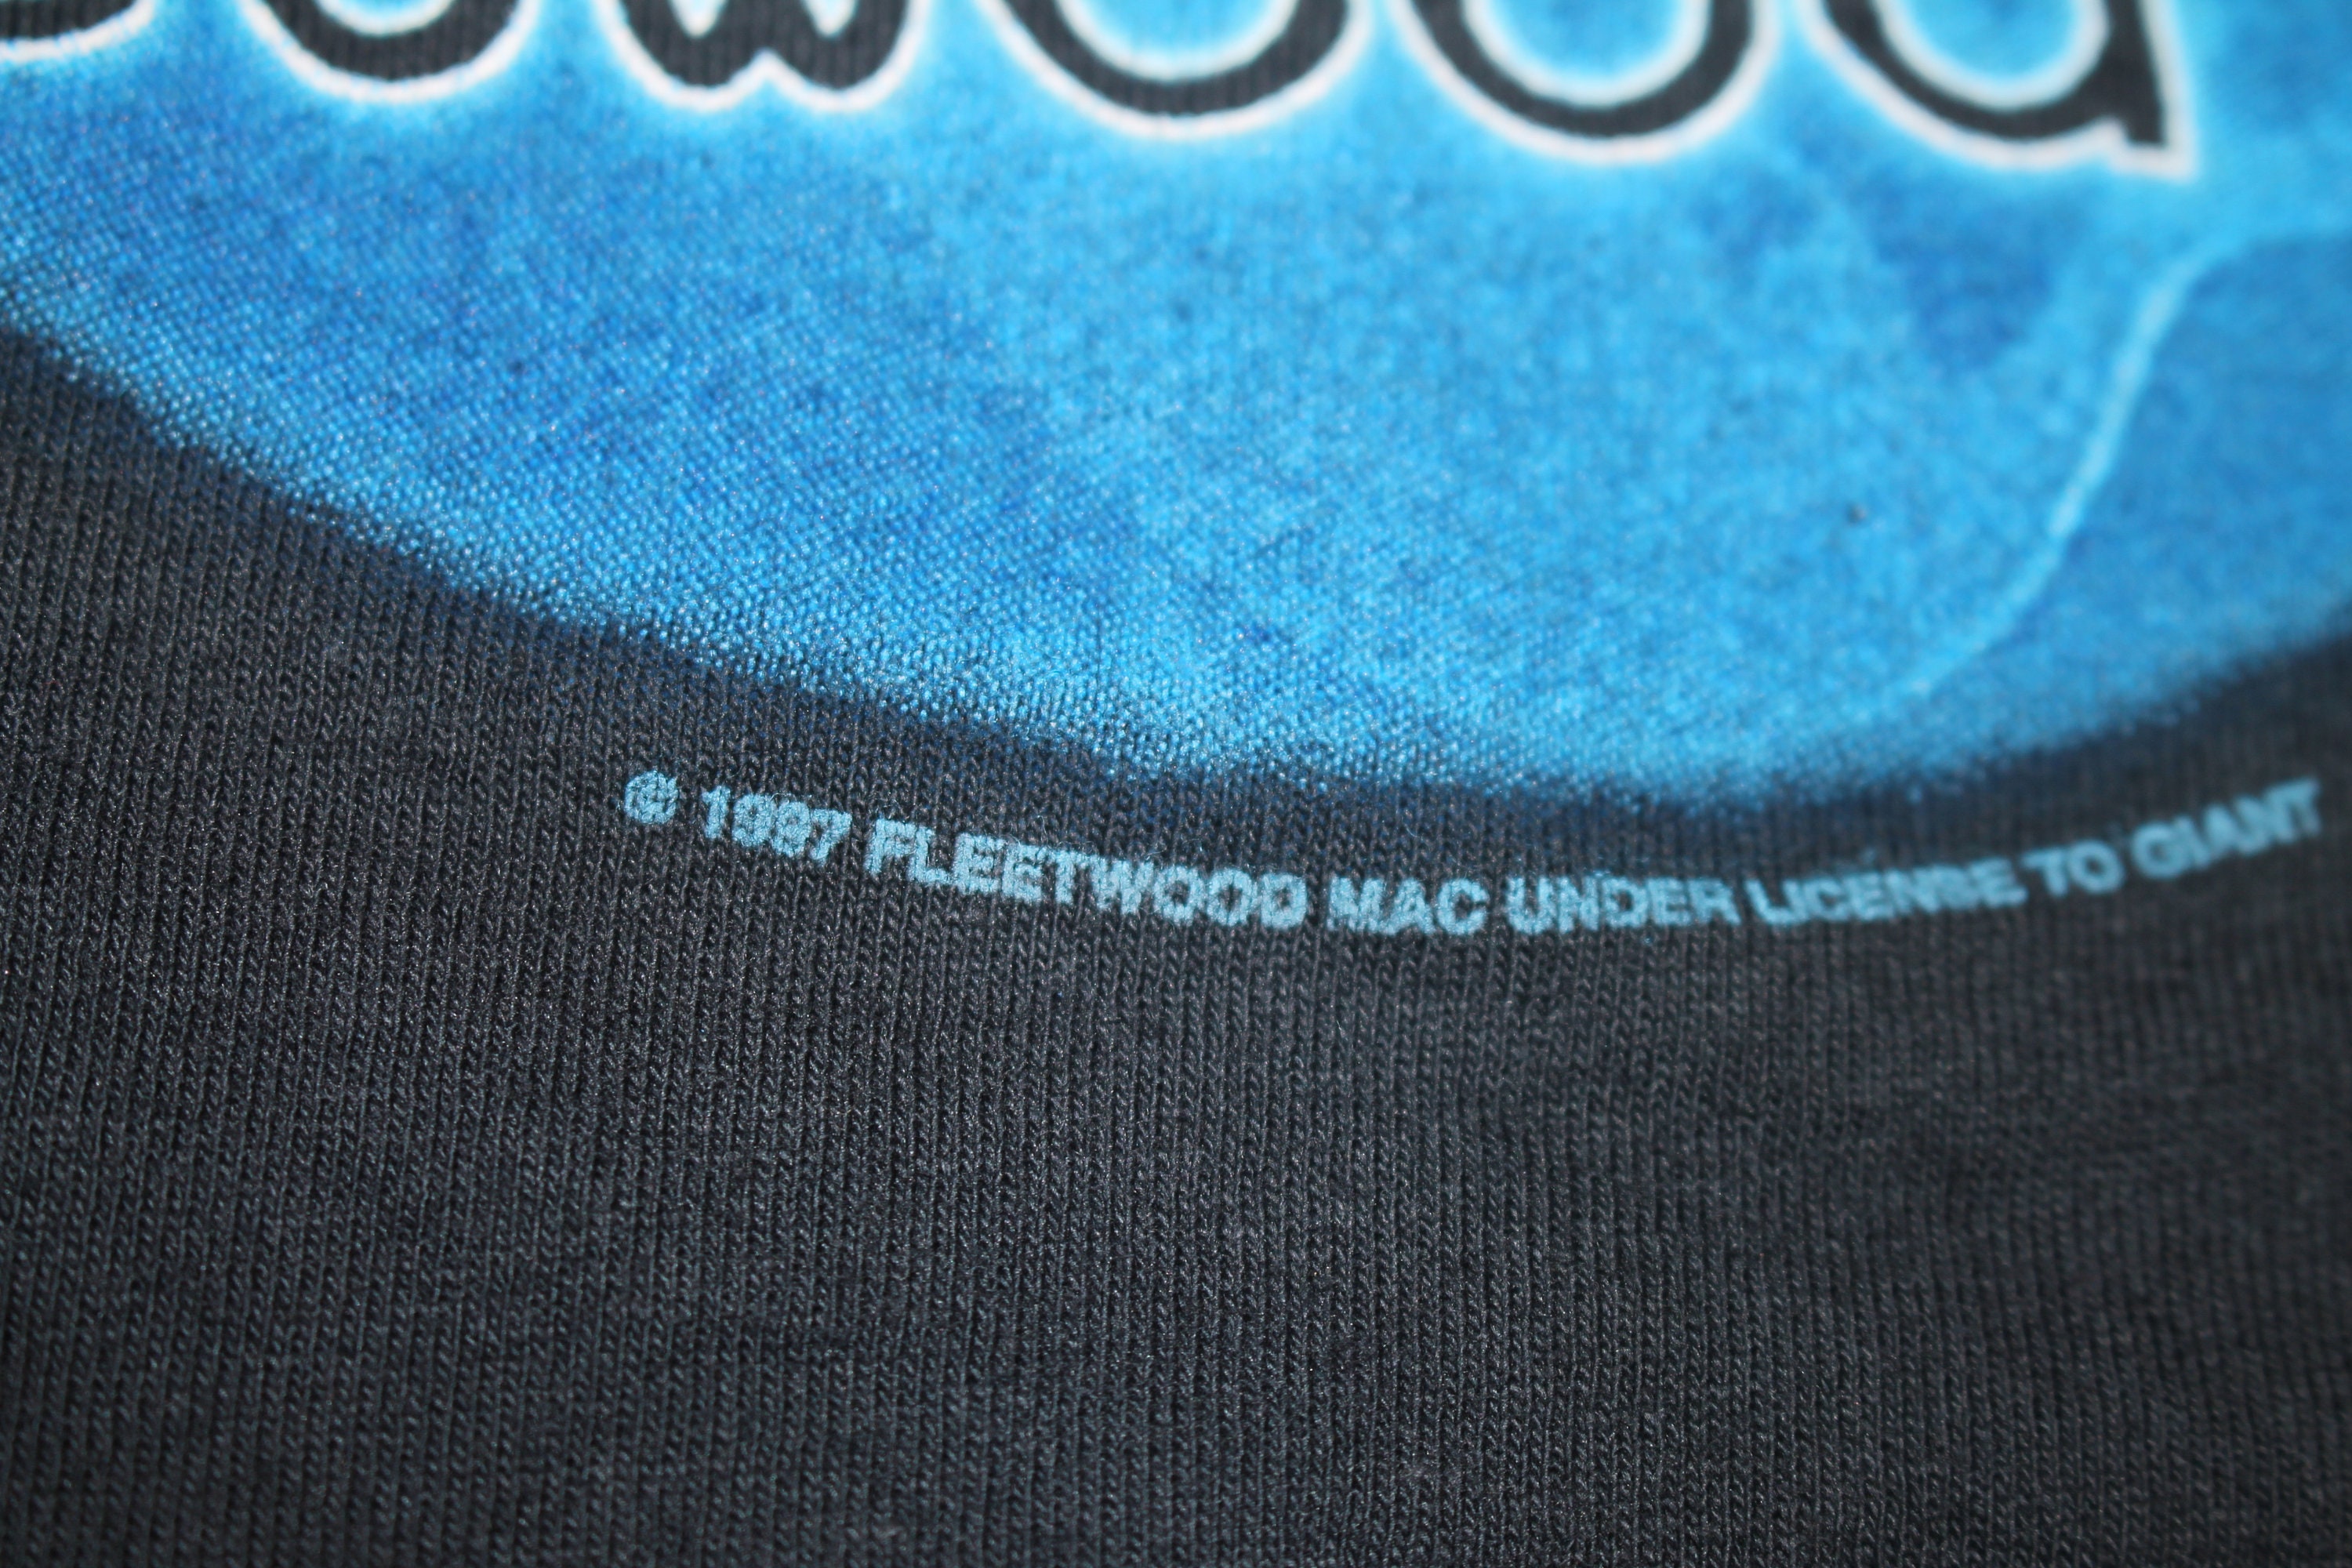 © 1997 FLEETWOOD MAC UNDER LICENSE TO GIANT